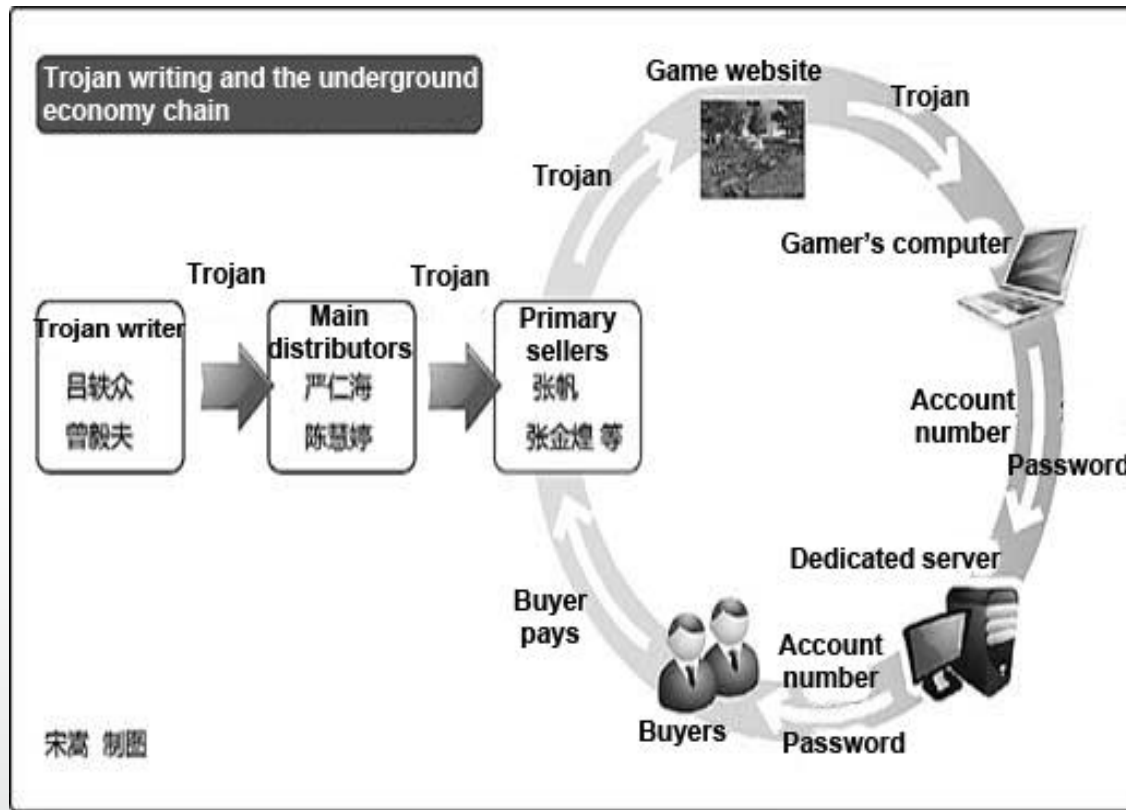 Trojan writing and the underground
economy chain
Game website
Trojan
Trojan
Gamer's computer
Trojan
Trojan
Trojan writer
吕轶众
曾毅夫
Main
distributors
严仁海
陈慧婷
Primary
sellers
张帆
张金煌 等
Account
number
Password
Dedicated server
Buyer
pays
Account
number
Password
Buyers
宋嵩 制图